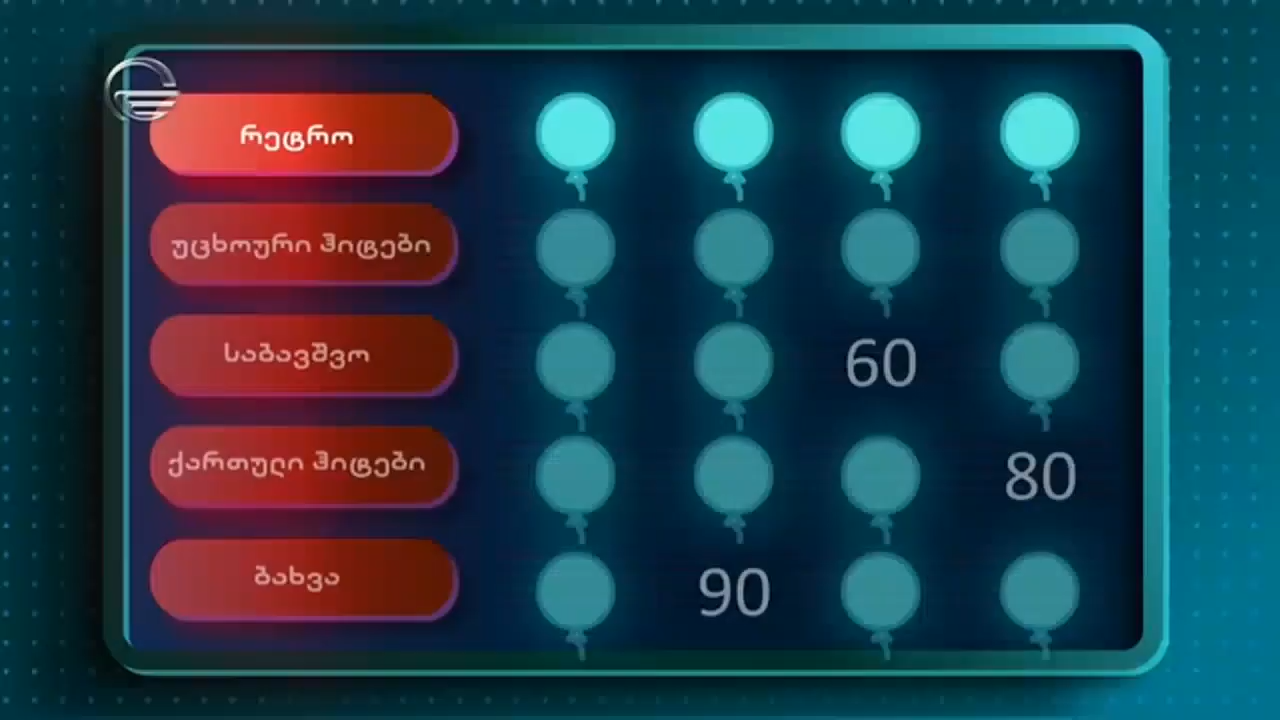 რეტრო
უცხოური ჰიტები
საბავშვო
60
ქართული ჰიტები
80
ბახვა
90